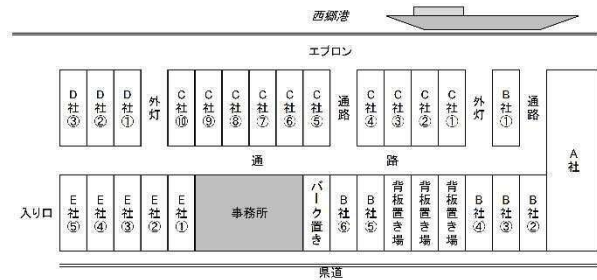 西郷港
エプロン
D社③
D社②
D社①
外灯
C社⑩
C社⑨
C社⑧
C社⑦
C社⑥
C社⑤
通路
C社④
C社③
C社②
C社①
外灯
B社①
通路
A社
通路
入り口
E社⑤
E社④
E社③
E社②
E社①
事務所
バーク置き
B社⑥
B社⑤
背板置き場
背板置き場
背板置き場
B社④
B社③
B社②
県道